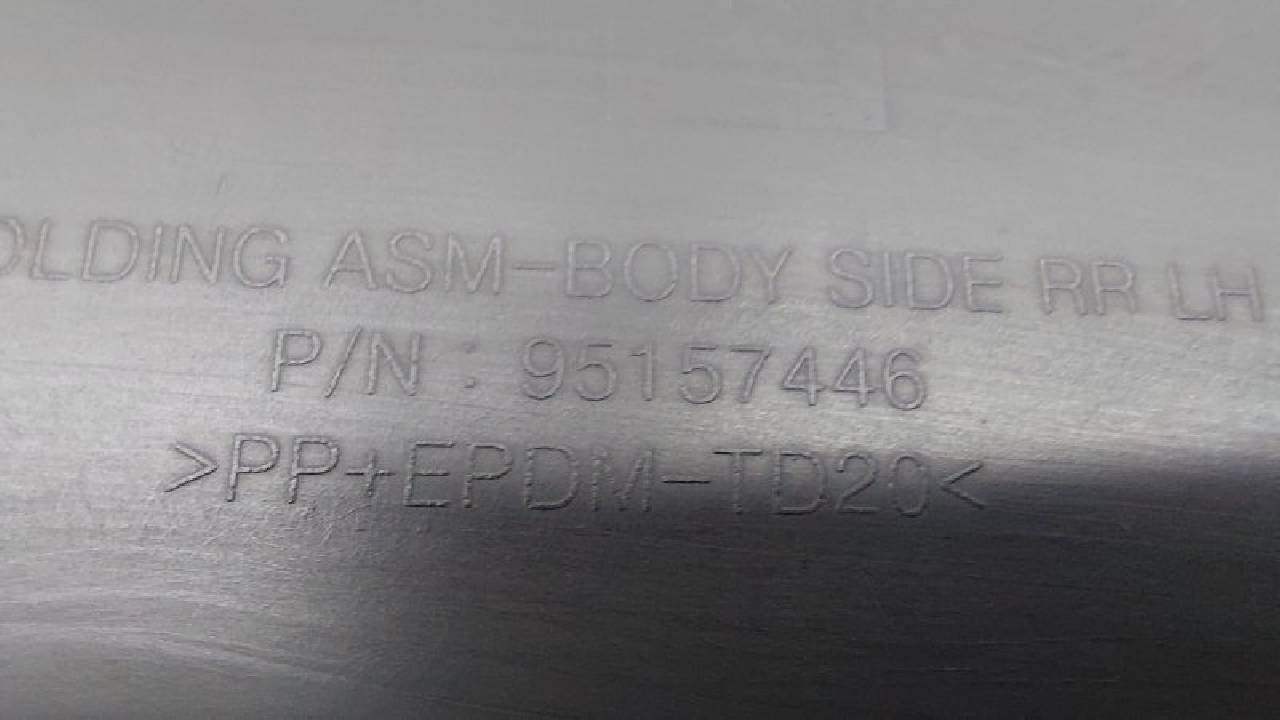 OLDING ASM-BODY SIDE RR LH
P/N : 95157446
>PP+EPDM-TD20<